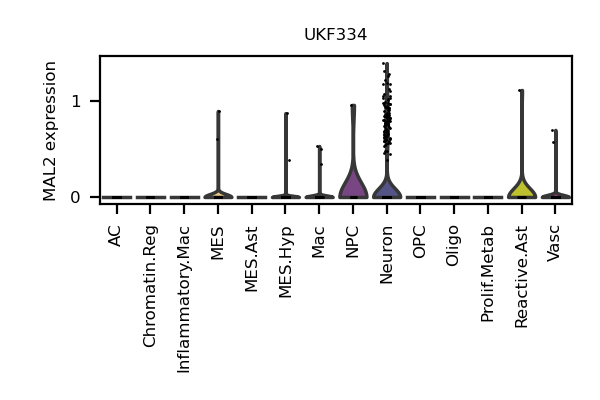 UKF334
MAL2 expression
1
0
AC
Chromatin.Reg
Inflammatory.Mac
MES
MES.Ast
MES.Hyp
Mac
NPC
Neuron
OPC
Oligo
Prolif.Metab
Reactive.Ast
Vasc